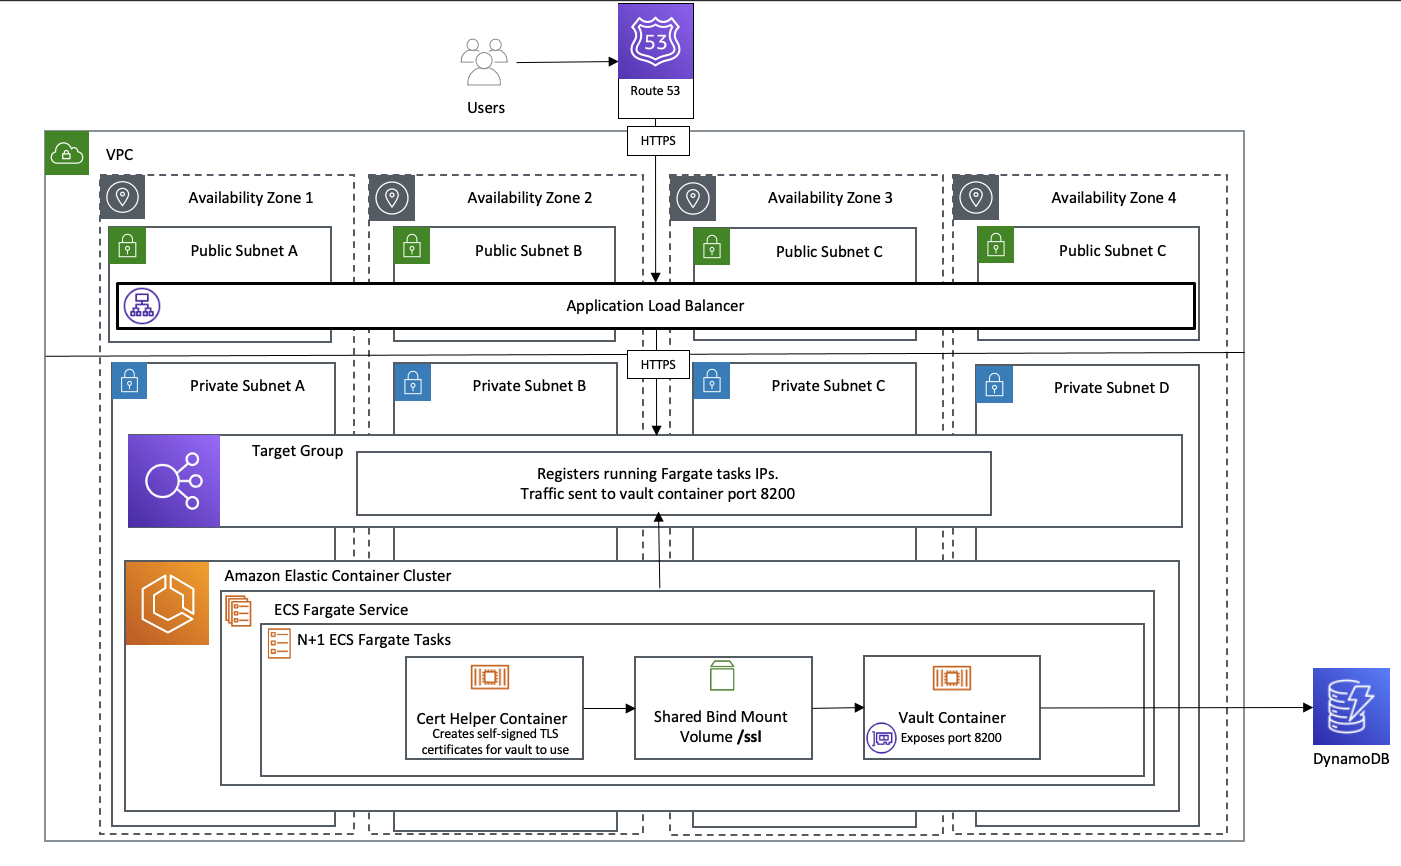 53
Route 53
Users
HTTPS
VPC
Availability Zone 1
Availability Zone 2
Availability Zone 3
Availability Zone 4
Public Subnet A
Public Subnet B
Public Subnet C
Public Subnet C
Application Load Balancer
HTTPS
Private Subnet A
Private Subnet B
Private Subnet C
Private Subnet D
Target Group
Registers running Fargate tasks IPs.
Traffic sent to vault container port 8200
Amazon Elastic Container Cluster
ECS Fargate Service
N+1 ECS Fargate Tasks
Cert Helper Container
Creates self-signed TLS
certificates for vault to use
Shared Bind Mount
Volume /ssl
Vault Container
Exposes port 8200
DynamoDB